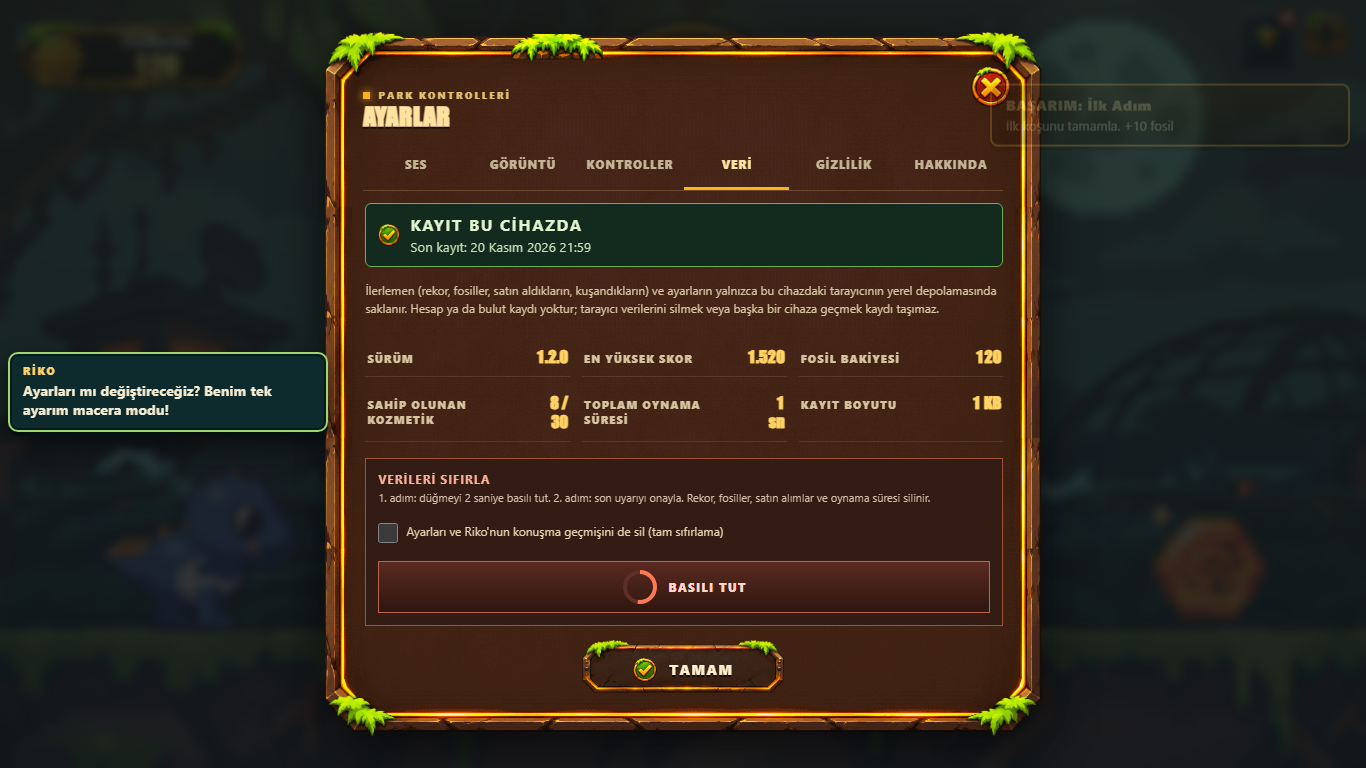 PARK KONTROLLERİ
AYARLAR
BAŞARIM: İlk Adım
İlk koşunu tamamla. +10 fosil
SES
GÖRÜNTÜ
KONTROLLER
VERİ
GİZLİLİK
HAKKINDA
KAYIT BU CİHAZDA
Son kayıt: 20 Kasım 2026 21:59
İlerlemen (rekor, fosiller, satın aldıkların, kuşandıkların) ve ayarların yalnızca bu cihazdaki tarayıcının yerel depolamasında
saklanır. Hesap ya da bulut kaydı yoktur; tarayıcı verilerini silmek veya başka bir cihaza geçmek kaydı taşımaz.
SÜRÜM 1.2.0
EN YÜKSEK SKOR 1.520
FOSİL BAKİYESİ 120
RİKO
Ayarları mı değiştireceğiz? Benim tek
ayarım macera modu!
SAHİP OLUNAN
KOZMETİK
8 /
30
TOPLAM OYNAMA
SÜRESİ
1
sn
KAYIT BOYUTU 1 KB
VERİLERİ SIFIRLA
1. adım: düğmeyi 2 saniye basılı tut. 2. adım: son uyarıyı onayla. Rekor, fosiller, satın alımlar ve oynama süresi silinir.
Ayarları ve Riko'nun konuşma geçmişini de sil (tam sıfırlama)
BASILI TUT
TAMAM